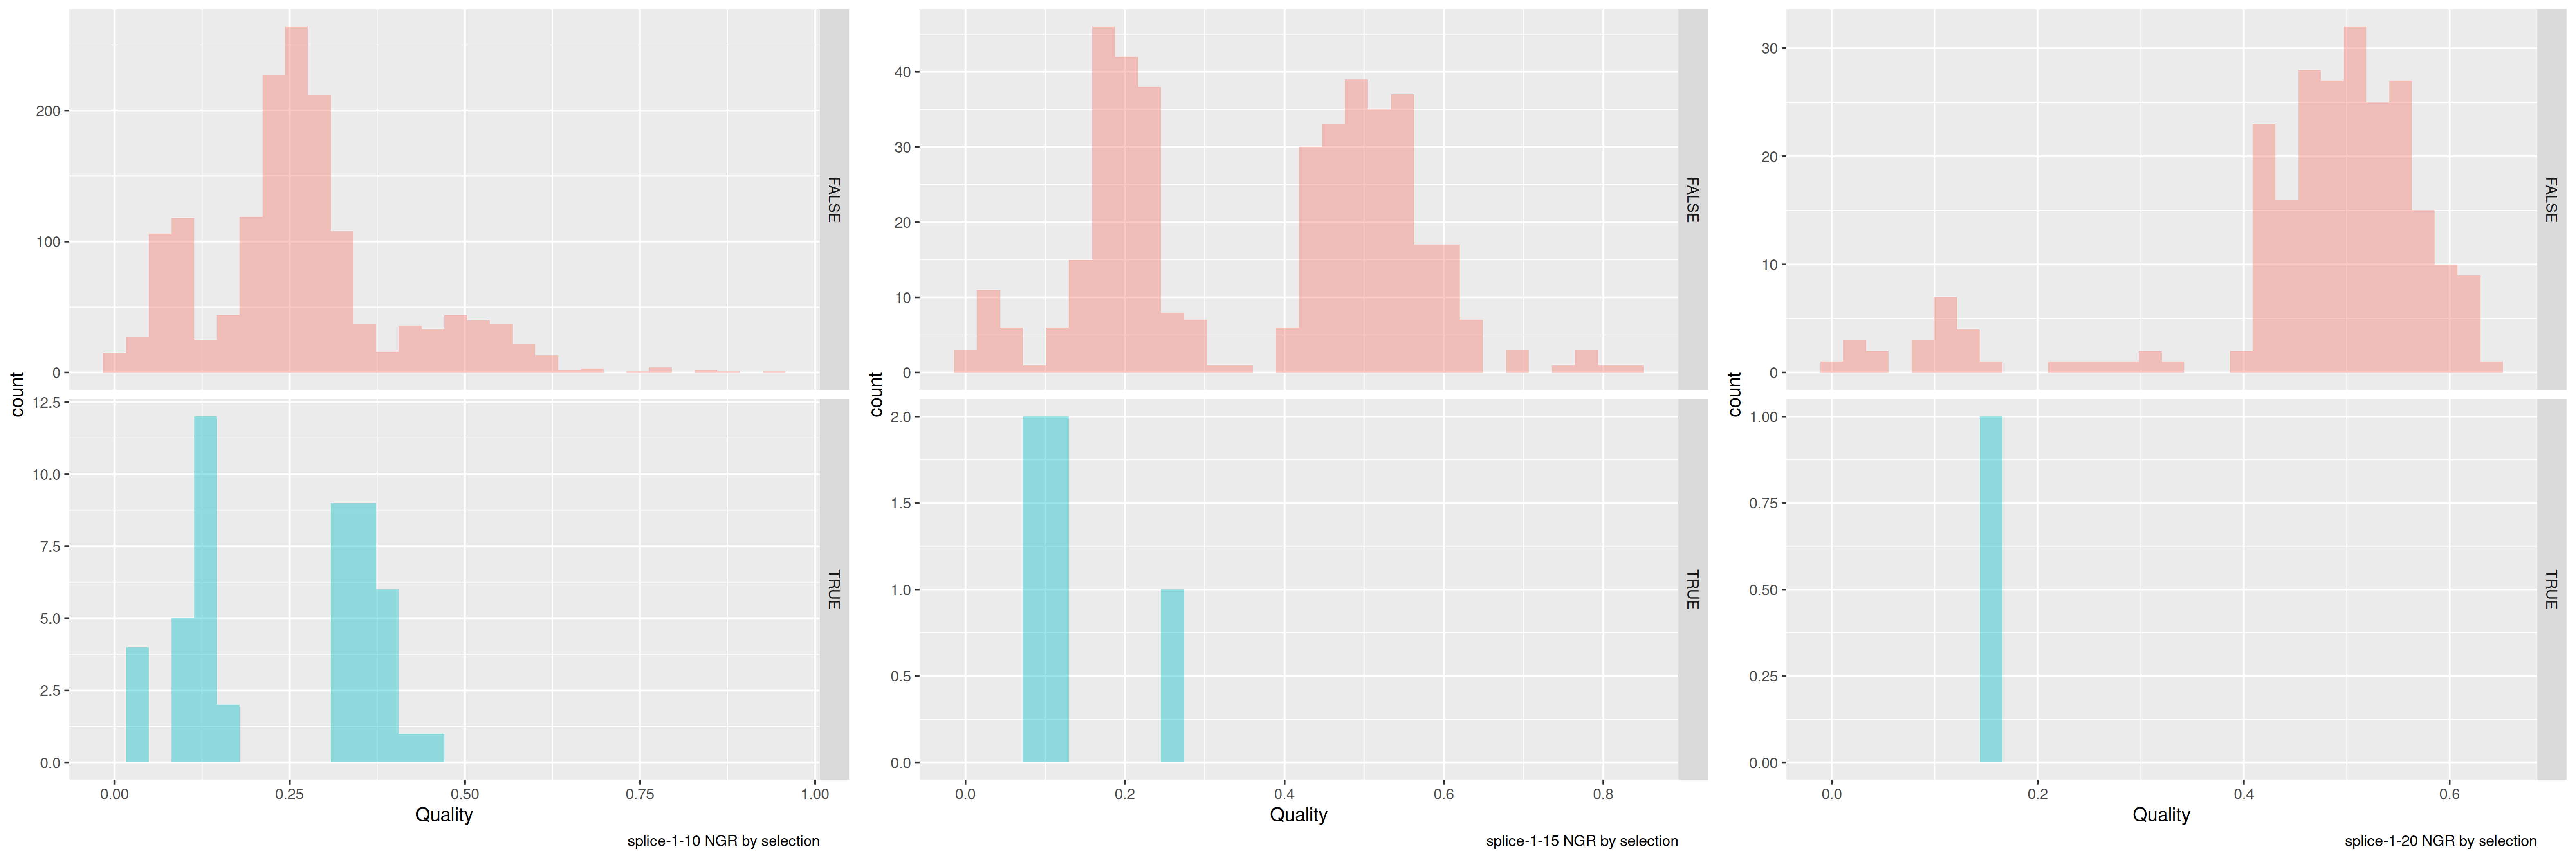 count
200
100
0
FALSE
12.5
10.0
7.5
5.0
2.5
0.0
TRUE
0.00 0.25 0.50 0.75 1.00
Quality
splice-1-10 NGR by selection
count
40
30
20
10
0
FALSE
2.0
1.5
1.0
0.5
0.0
TRUE
0.0 0.2 0.4 0.6 0.8
Quality
splice-1-15 NGR by selection
count
30
20
10
0
FALSE
1.00
0.75
0.50
0.25
0.00
TRUE
0.0 0.2 0.4 0.6
Quality
splice-1-20 NGR by selection